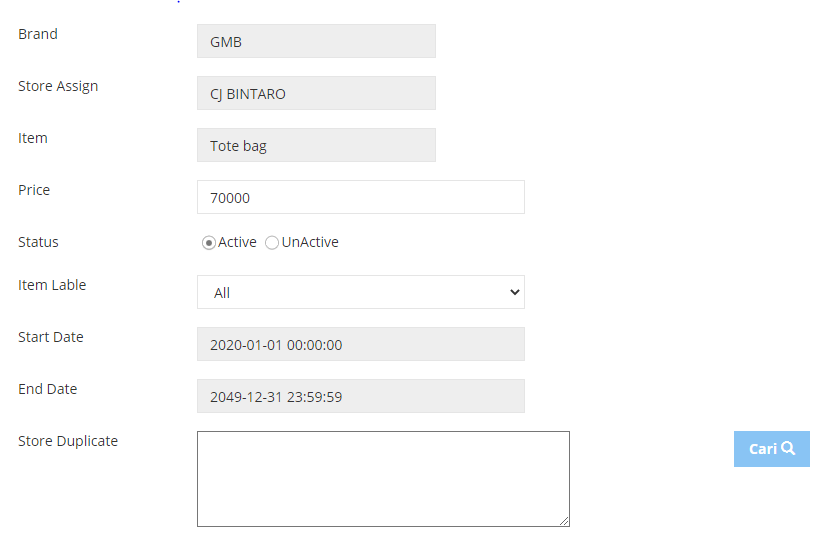 Brand GMB
Store Assign CJ BINTARO
Item Tote bag
Price 70000
Status Active UnActive
Item Lable All
Start Date 2020-01-01 00:00:00
End Date 2049-12-31 23:59:59
Store Duplicate Cari